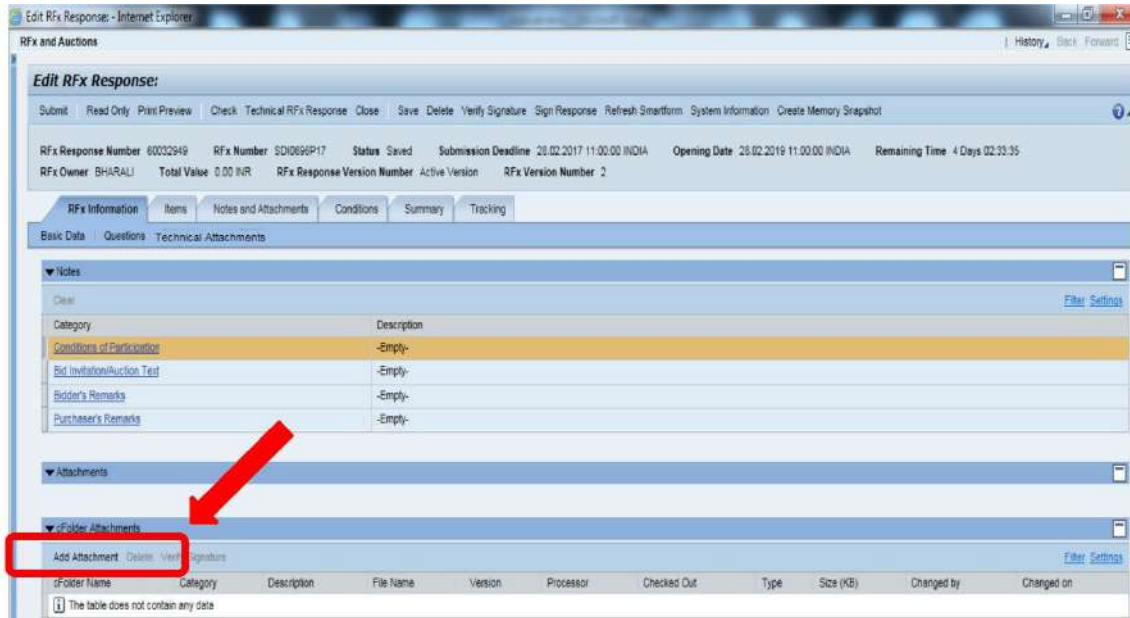 Edit RFx Response: - Internet Explorer
RFx and Auctions
History Back Forward
Edit RFx Response:
Submit Read Only Print Preview Check Technical RFx Response Close Save Delete Verify Signature Sign Response Refresh Smartform System Information Create Memory Snapshot
RFx Response Number 60032949 RFx Number SDI0696P17 Status Saved Submission Deadline 28.02.2017 11:00:00 INDIA Opening Date 28.02.2019 11:00:00 INDIA Remaining Time 4 Days 02:33:35
RFx Owner BHARALI Total Value 0.00 INR RFx Response Version Number Active Version RFx Version Number 2
RFx Information Items Notes and Attachments Conditions Summary Tracking
Basic Data Questions Technical Attachments
Notes
Clear Filter Settings
Category Description
Conditions of Participation -Empty-
Bid Invitation/Auction Text -Empty-
Bidder's Remarks -Empty-
Purchaser's Remarks -Empty-
Attachments
cFolder Attachments
Add Attachment Delete Verify Signature Filter Settings
cFolder Name Category Description File Name Version Processor Checked Out Type Size (KB) Changed by Changed on
The table does not contain any data